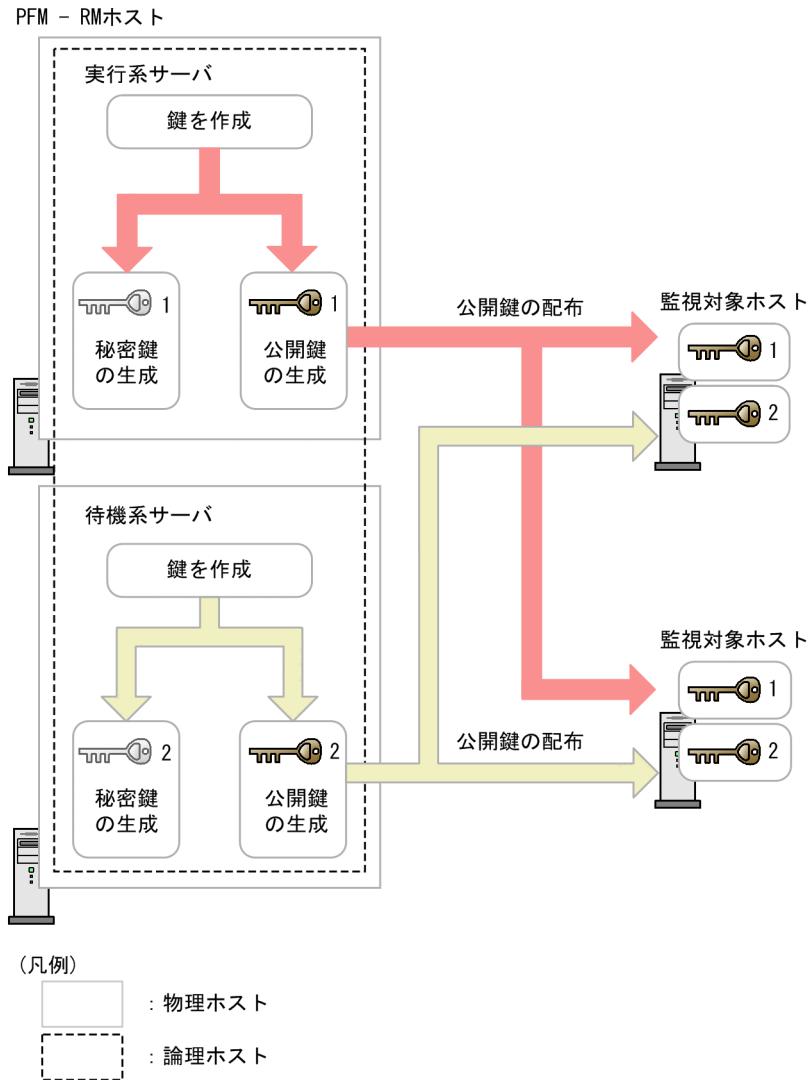 PFM - RMホスト
実行系サーバ
鍵を作成
1
秘密鍵
の生成
1
公開鍵
の生成
公開鍵の配布
監視対象ホスト
1
2
待機系サーバ
鍵を作成
2
秘密鍵
の生成
2
公開鍵
の生成
公開鍵の配布
監視対象ホスト
1
2
(凡例)
：物理ホスト
：論理ホスト